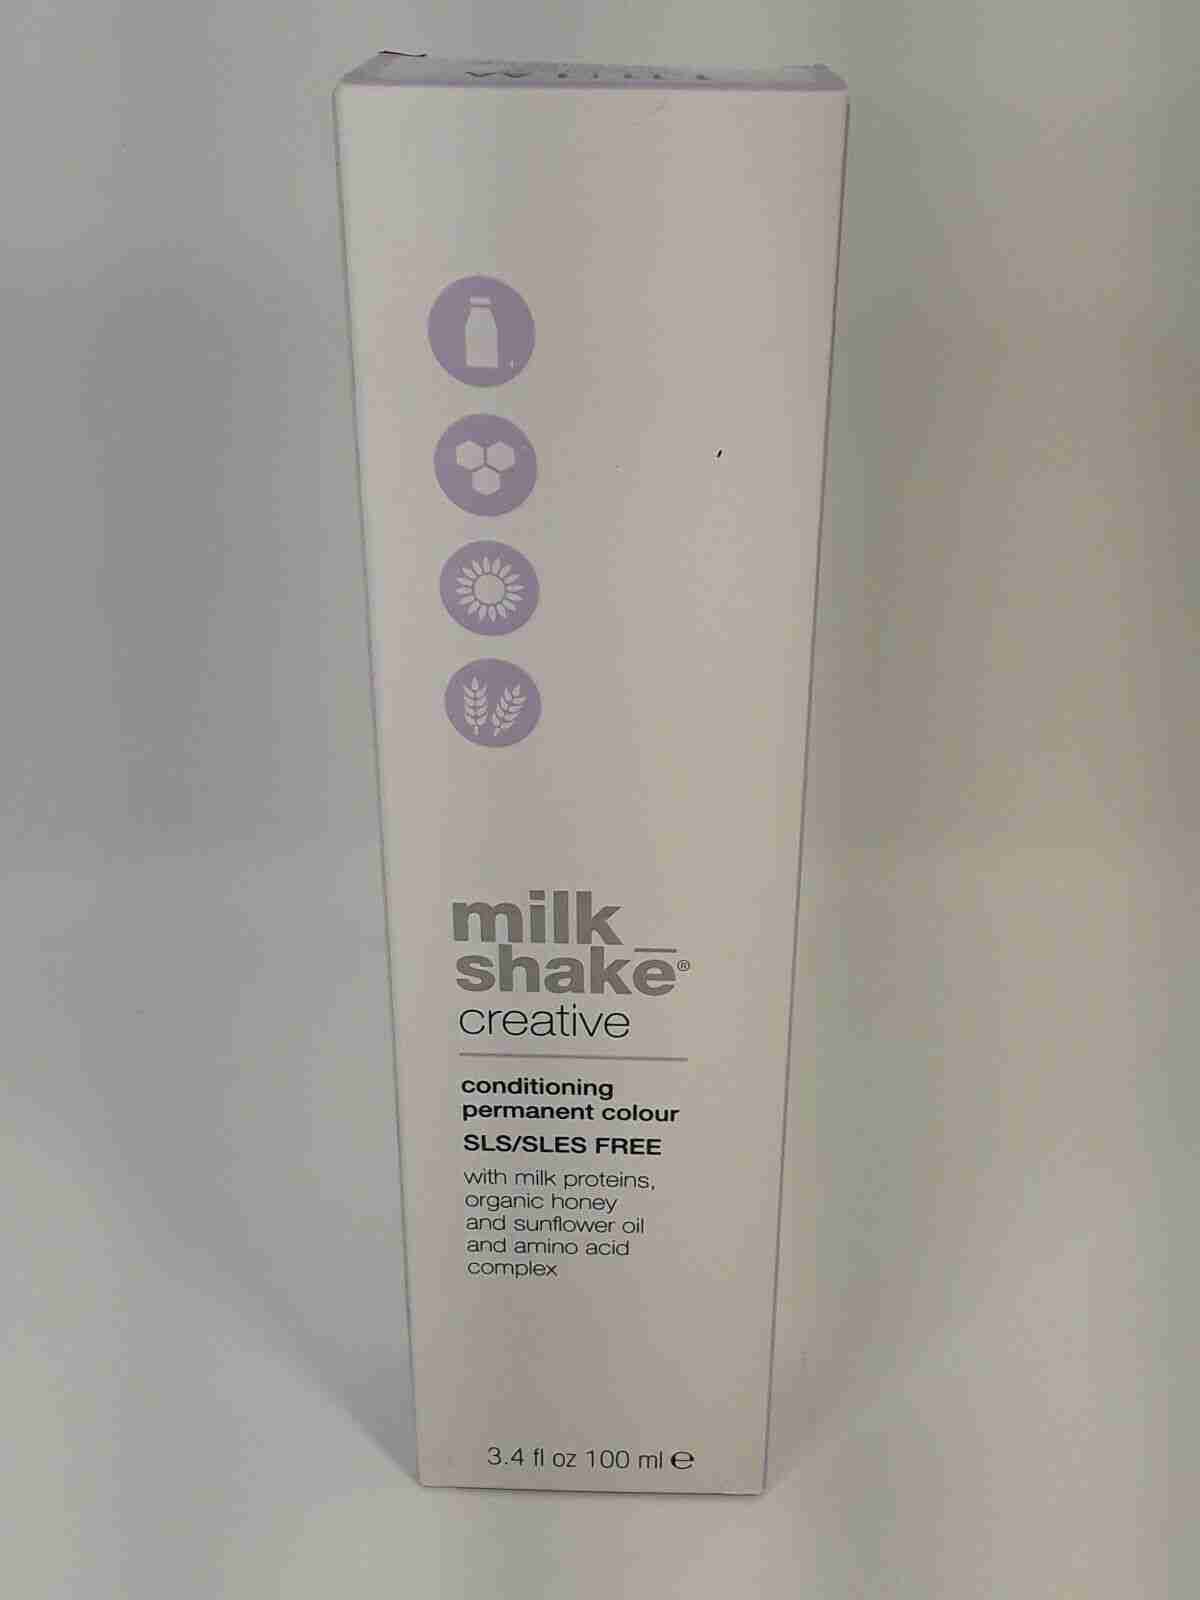 milk_
shake®
creative
conditioning
permanent colour
SLS/SLES FREE
with milk proteins,
organic honey
and sunflower oil
and amino acid
complex
3.4 fl oz 100 ml ℮